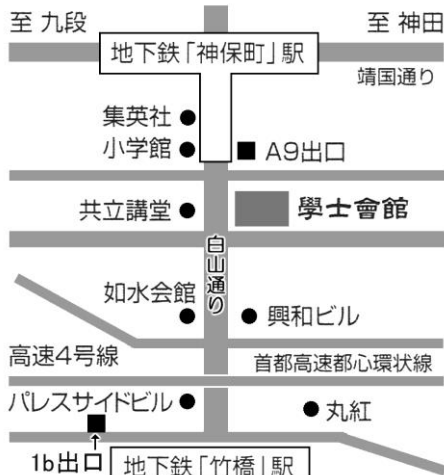 至 九段
至 神田
地下鉄「神保町」駅
靖国通り
集英社
小学館
A9出口
共立講堂
學士會館
白山通り
如水会館
興和ビル
高速4号線
首都高速都心環状線
パレスサイドビル
丸紅
1b出口
地下鉄「竹橋」駅